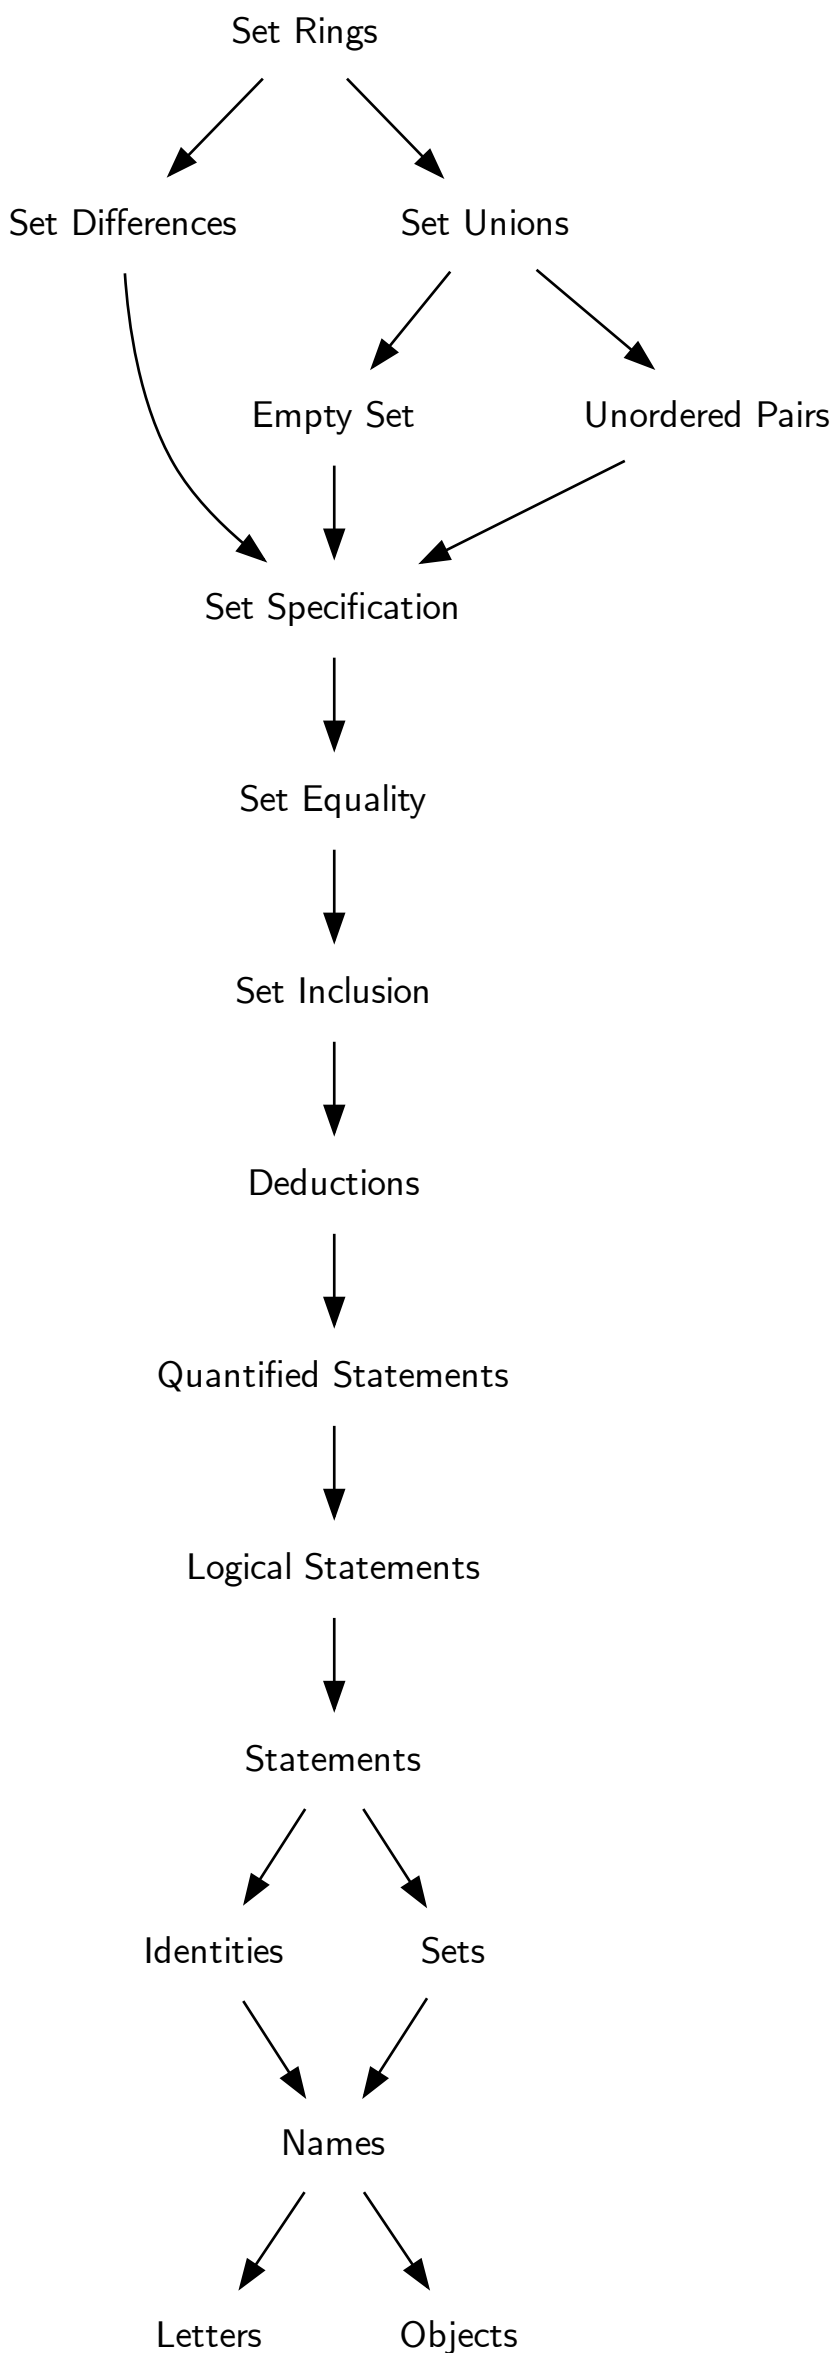 Set Rings
Set Differences
Set Unions
Empty Set
Unordered Pairs
Set Specification
Set Equality
Set Inclusion
Deductions
Quantified Statements
Logical Statements
Statements
Identities
Sets
Names
Letters
Objects